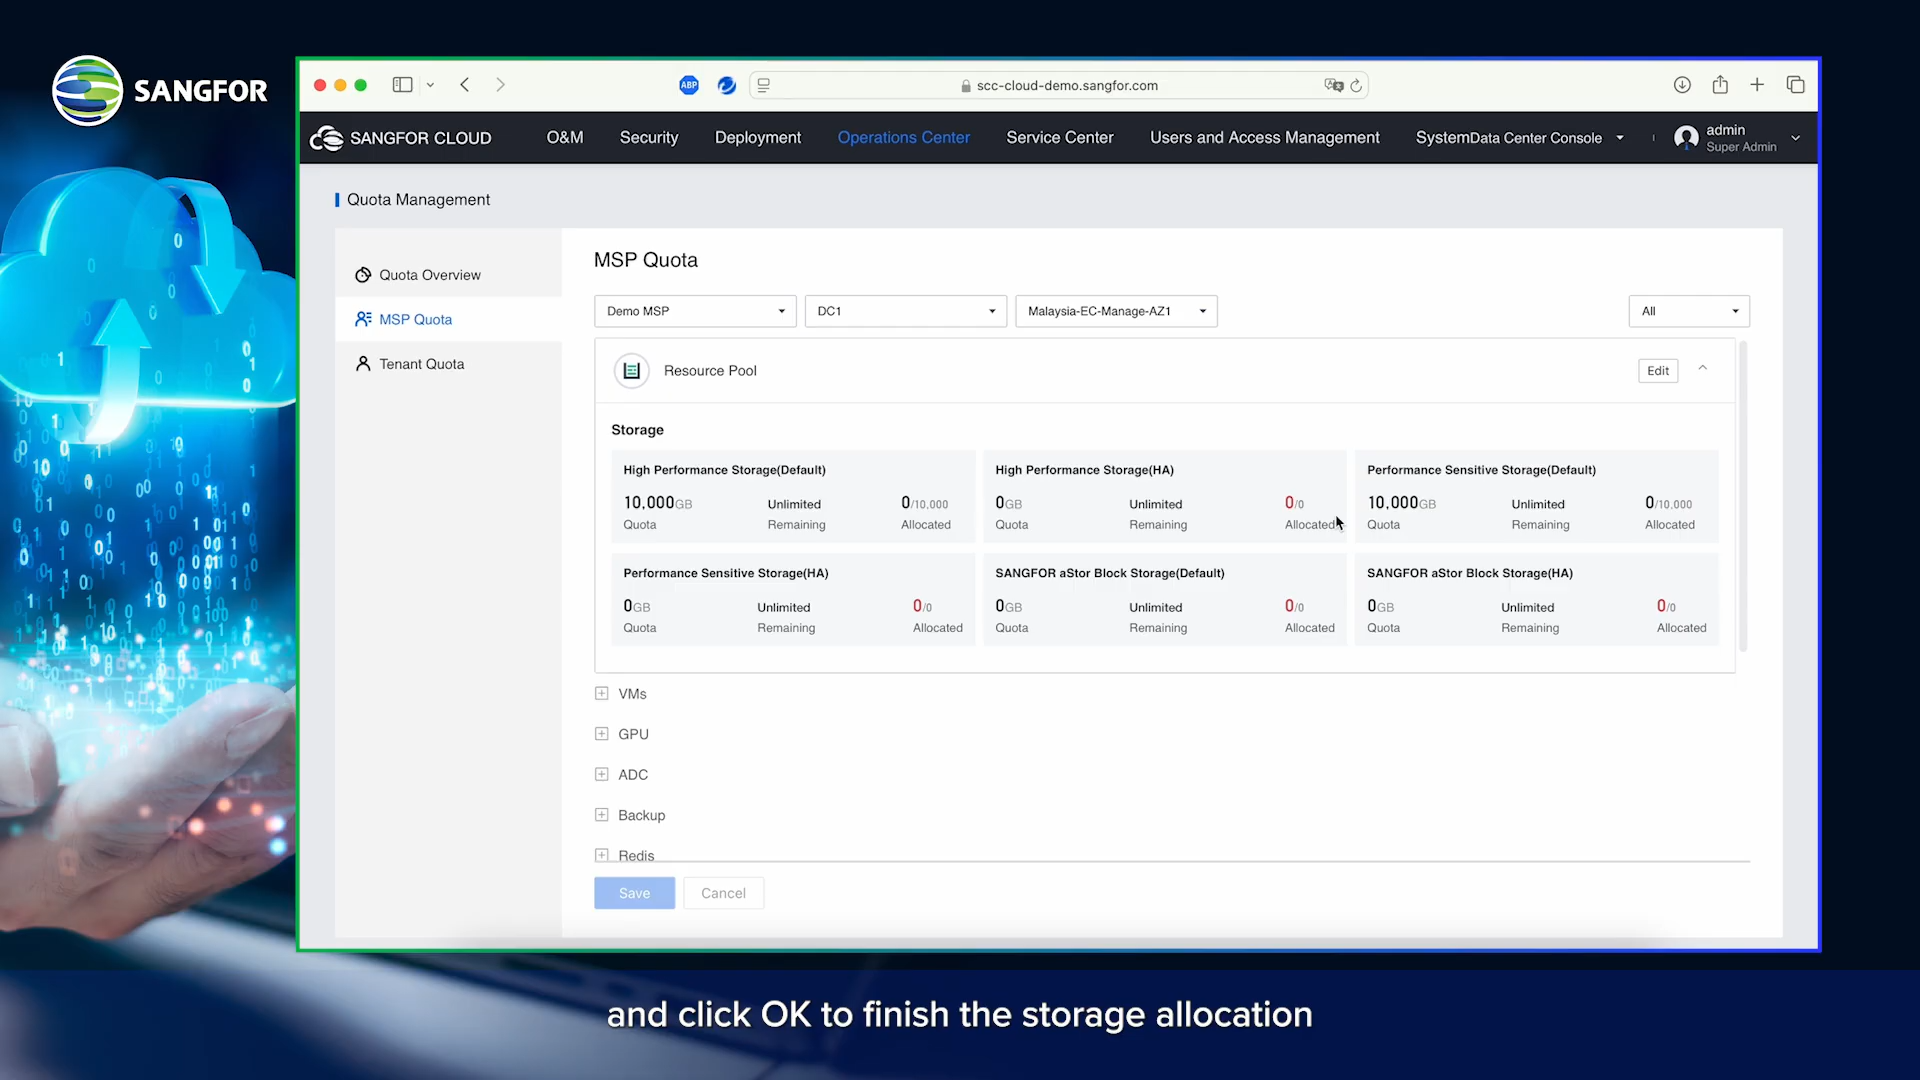 SANGFOR
ABP
scc-cloud-demo.sangfor.com
SANGFOR CLOUD
O&M
Security
Deployment
Operations Center
Service Center
Users and Access Management
SystemData Center Console
admin
Super Admin
Quota Management
Quota Overview
MSP Quota
Tenant Quota
MSP Quota
Demo MSP
DC1
Malaysia-EC-Manage-AZ1
All
Resource Pool
Edit
Storage
High Performance Storage(Default)
10,000GB Unlimited 0/10,000
Quota Remaining Allocated
High Performance Storage(HA)
0GB Unlimited 0/0
Quota Remaining Allocated
Performance Sensitive Storage(Default)
10,000GB Unlimited 0/10,000
Quota Remaining Allocated
Performance Sensitive Storage(HA)
0GB Unlimited 0/0
Quota Remaining Allocated
SANGFOR aStor Block Storage(Default)
0GB Unlimited 0/0
Quota Remaining Allocated
SANGFOR aStor Block Storage(HA)
0GB Unlimited 0/0
Quota Remaining Allocated
VMs
GPU
ADC
Backup
Redis
Save
Cancel
and click OK to finish the storage allocation